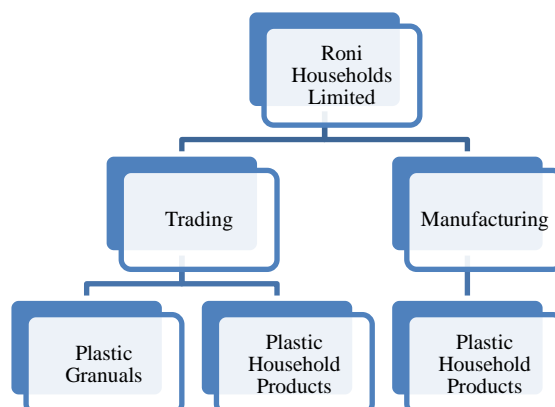 Roni
Households
Limited
Trading
Manufacturing
Plastic
Granuals
Plastic
Household
Products
Plastic
Household
Products